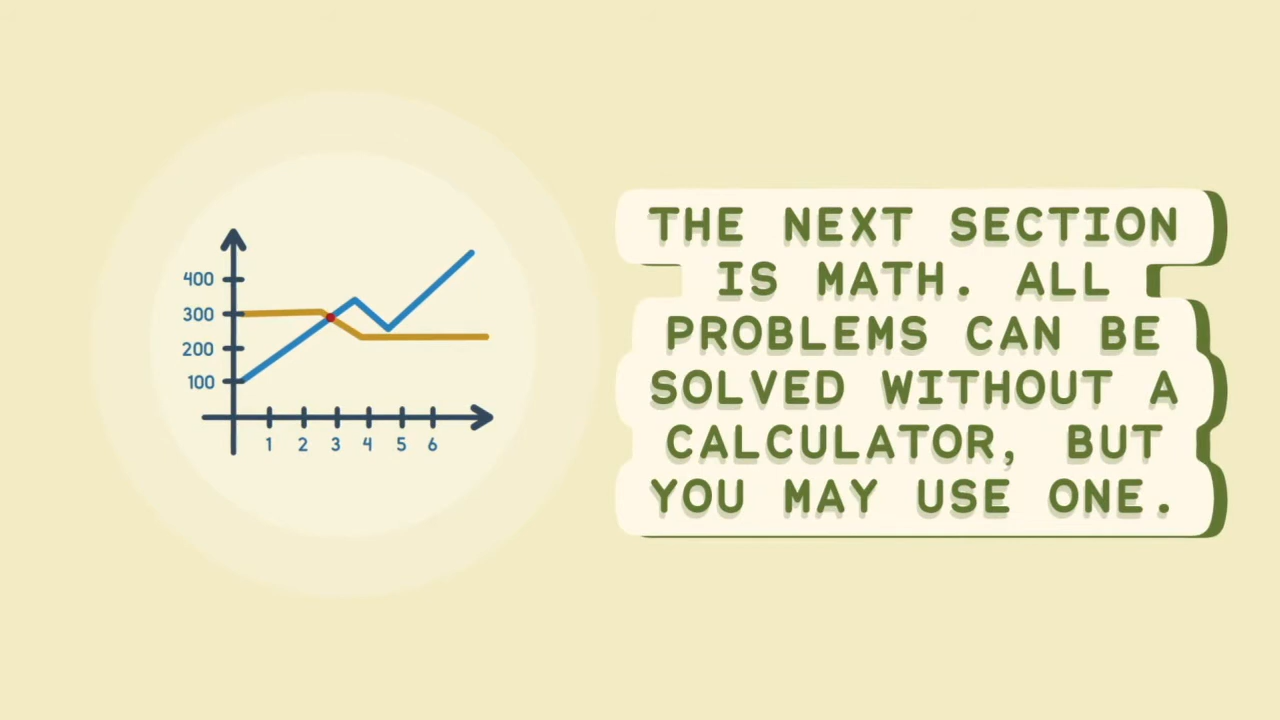 400
300
200
100
1 2 3 4 5 6
THE NEXT SECTION
IS MATH. ALL
PROBLEMS CAN BE
SOLVED WITHOUT A
CALCULATOR, BUT
YOU MAY USE ONE.